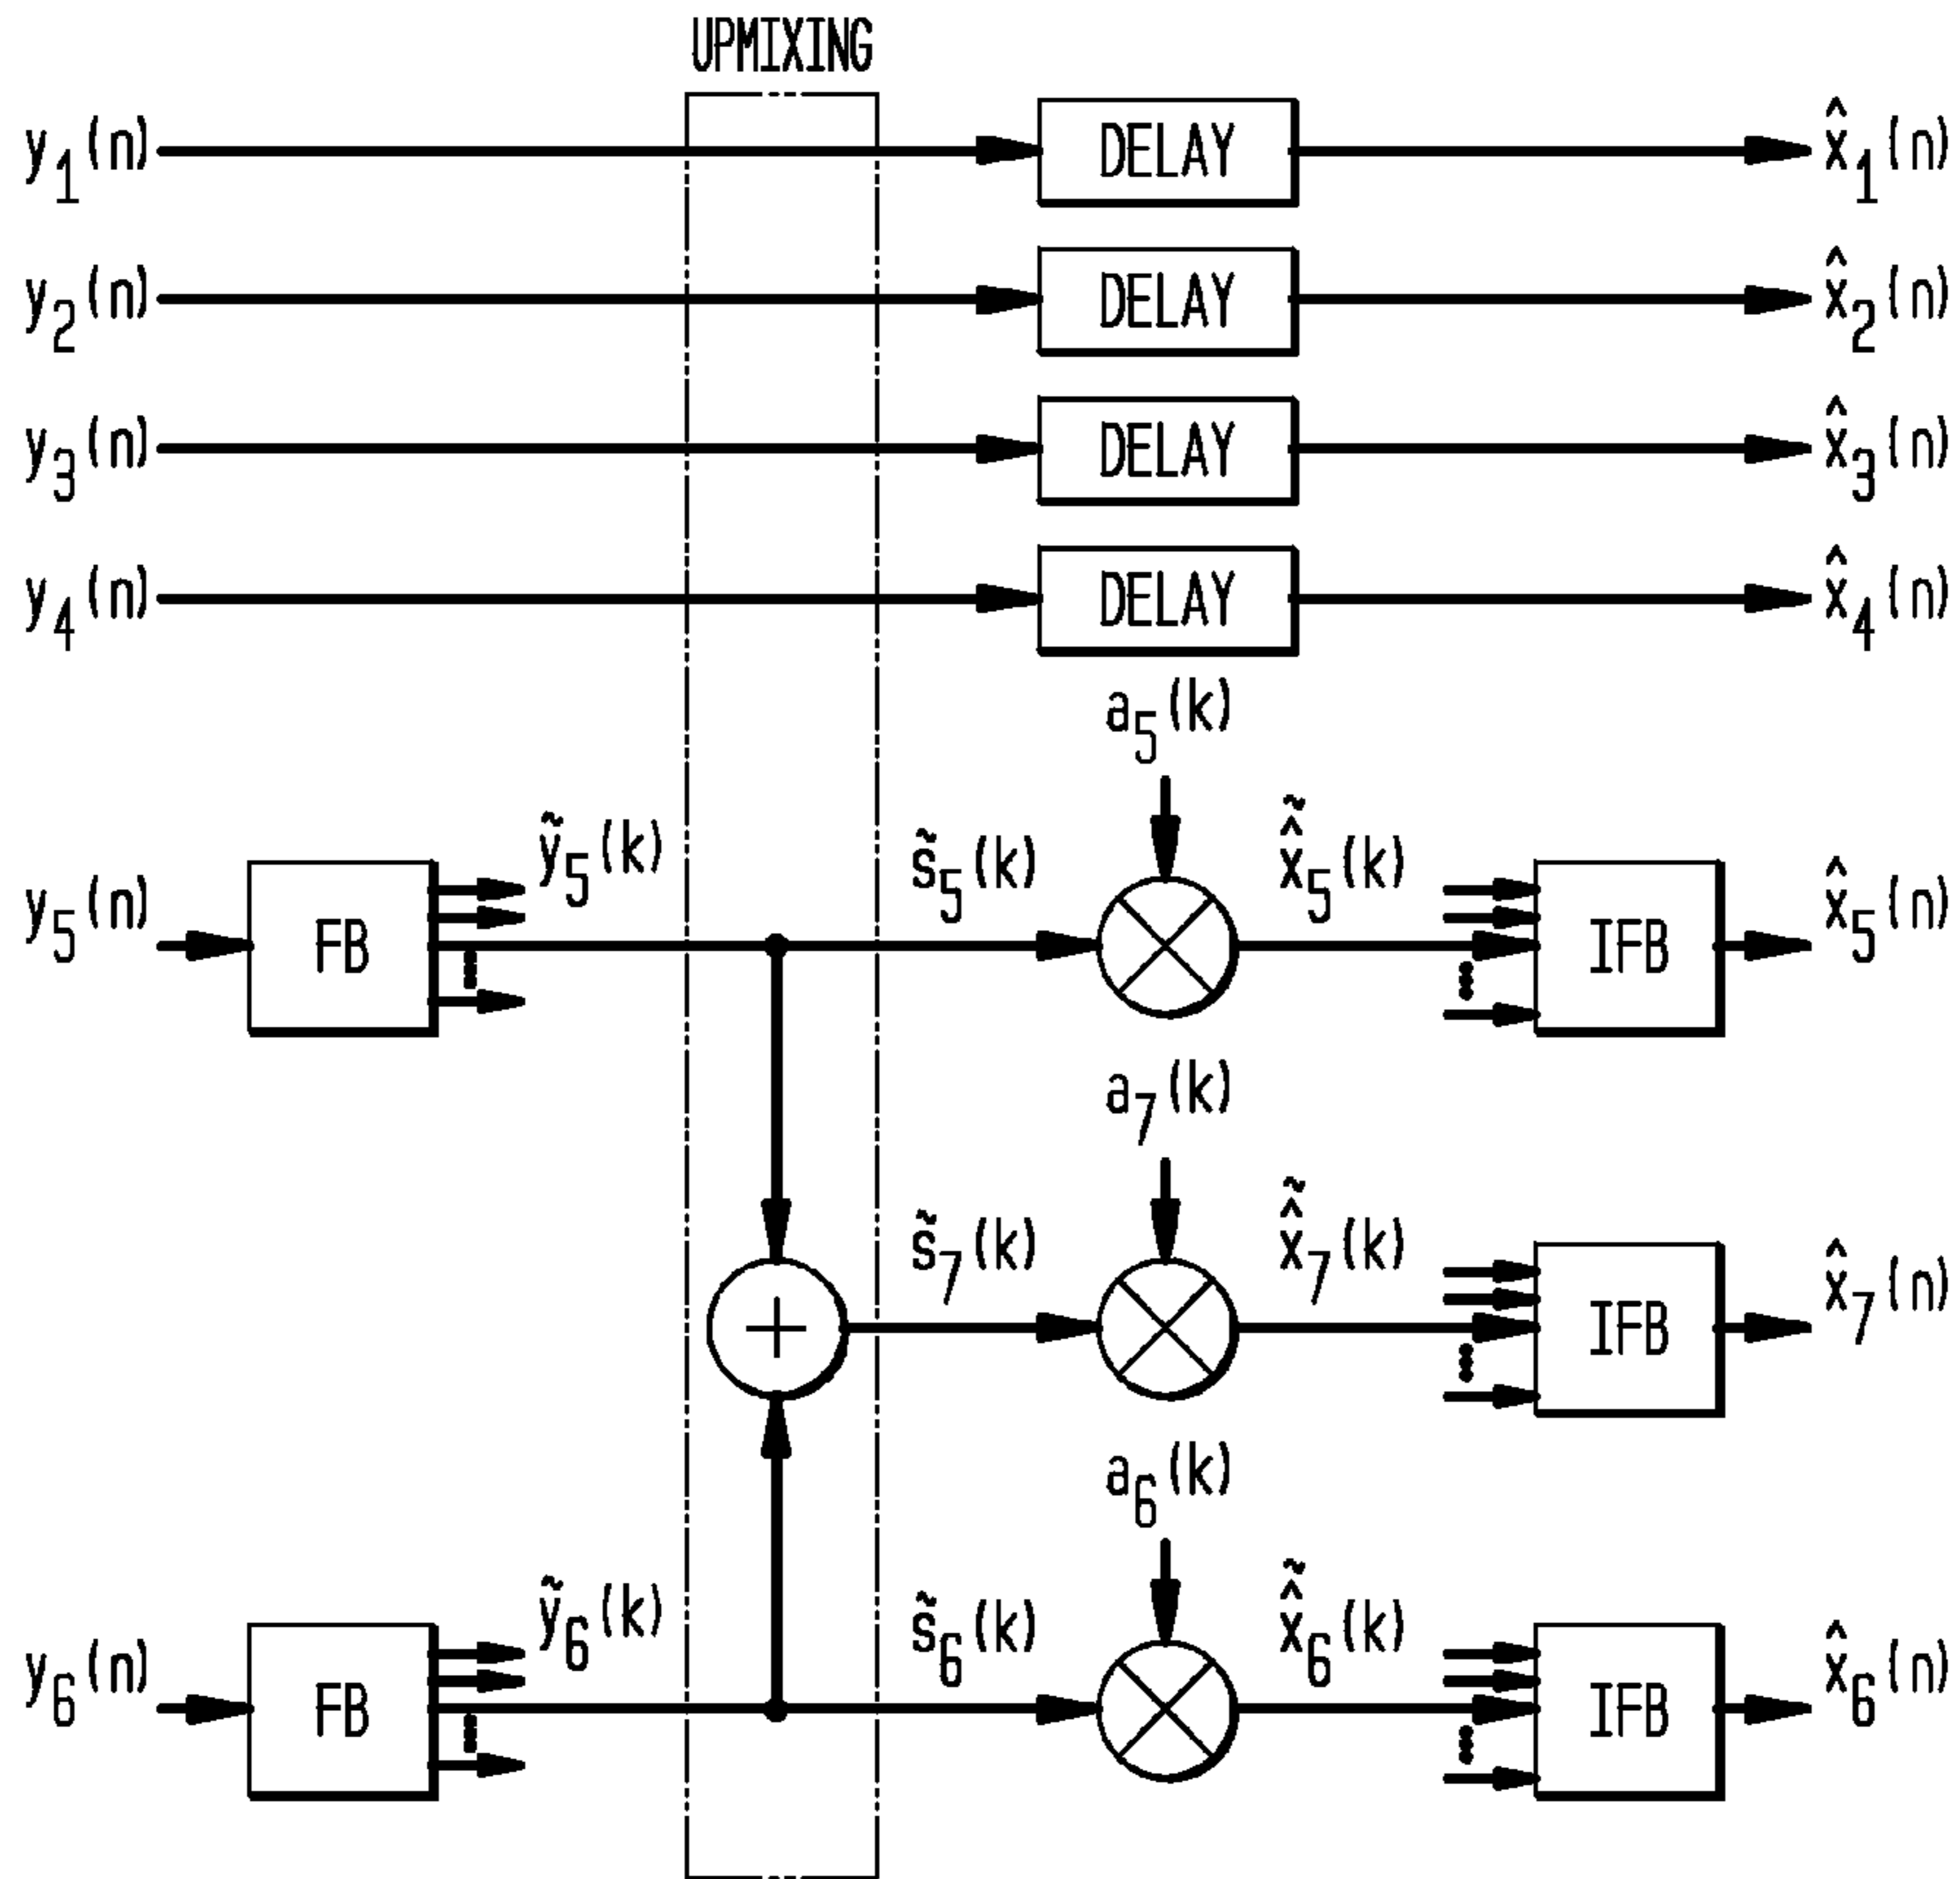 UPMIXING
y₁(n) DELAY x̂₁(n)
y₂(n) DELAY x̂₂(n)
y₃(n) DELAY x̂₃(n)
y₄(n) DELAY x̂₄(n)
a₅(k)
ỹ₅(k) s̃₅(k) x̂̃₅(k)
y₅(n) FB IFB x̂₅(n)
a₇(k)
s̃₇(k) x̂̃₇(k)
+ IFB x̂₇(n)
a₆(k)
ỹ₆(k) s̃₆(k) x̂̃₆(k)
y₆(n) FB IFB x̂₆(n)